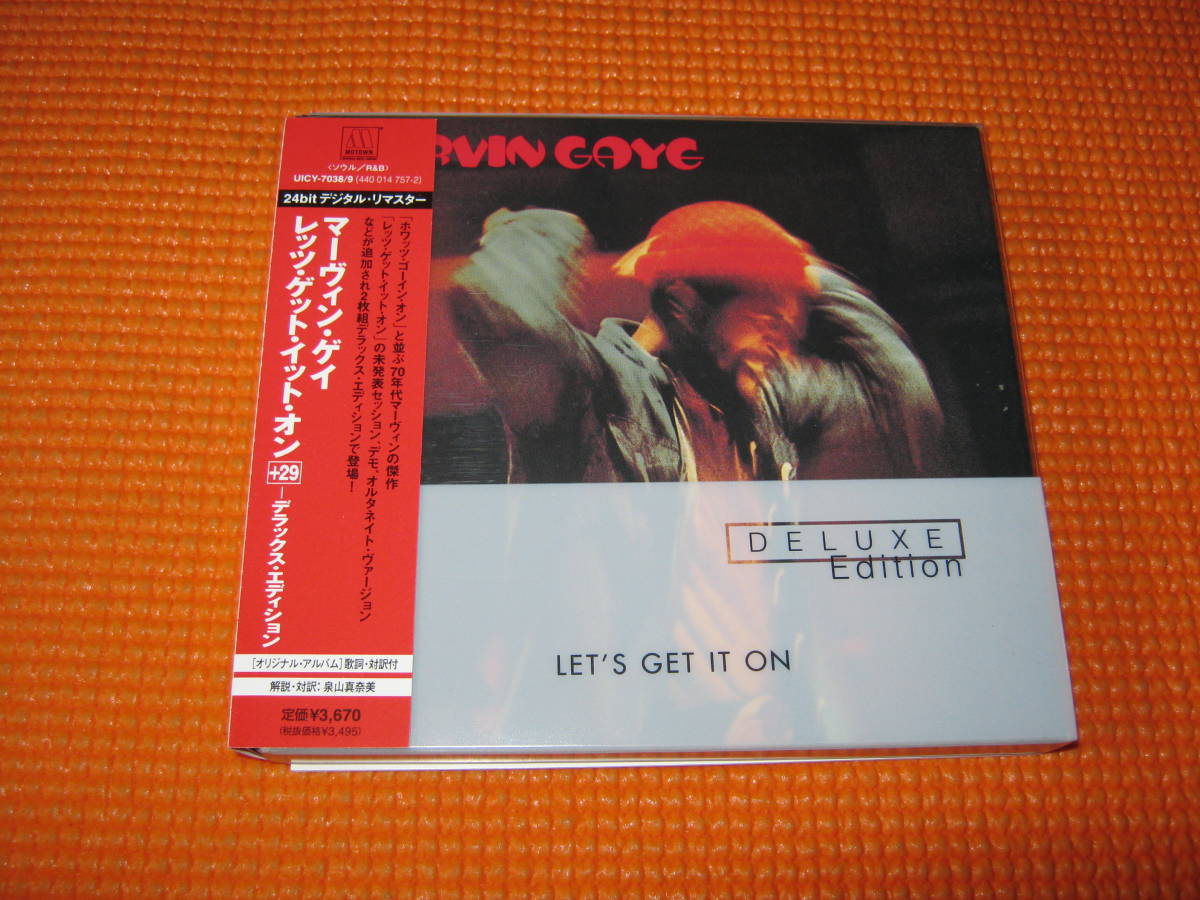 MOTOWN
〈ソウル/R&B〉
UICY-7038/9 (440 014 757-2)
24bit デジタル・リマスター
「ホワッツ・ゴーイン・オン」と並ぶ70年代マーヴィンの傑作
「レッツ・ゲット・イット・オン」の未発表セッション、デモ、オルタネイト・ヴァージョン
などが追加され2枚組デラックス・エディションで登場!
マーヴィン・ゲイ
レッツ・ゲット・イット・オン +29 —デラックス・エディション
[オリジナル・アルバム] 歌詞・対訳付
解説・対訳: 泉山真奈美
定価¥3,670
(税抜価格¥3,495)
RVIN GAYE
DELUXE
Edition
LET'S GET IT ON